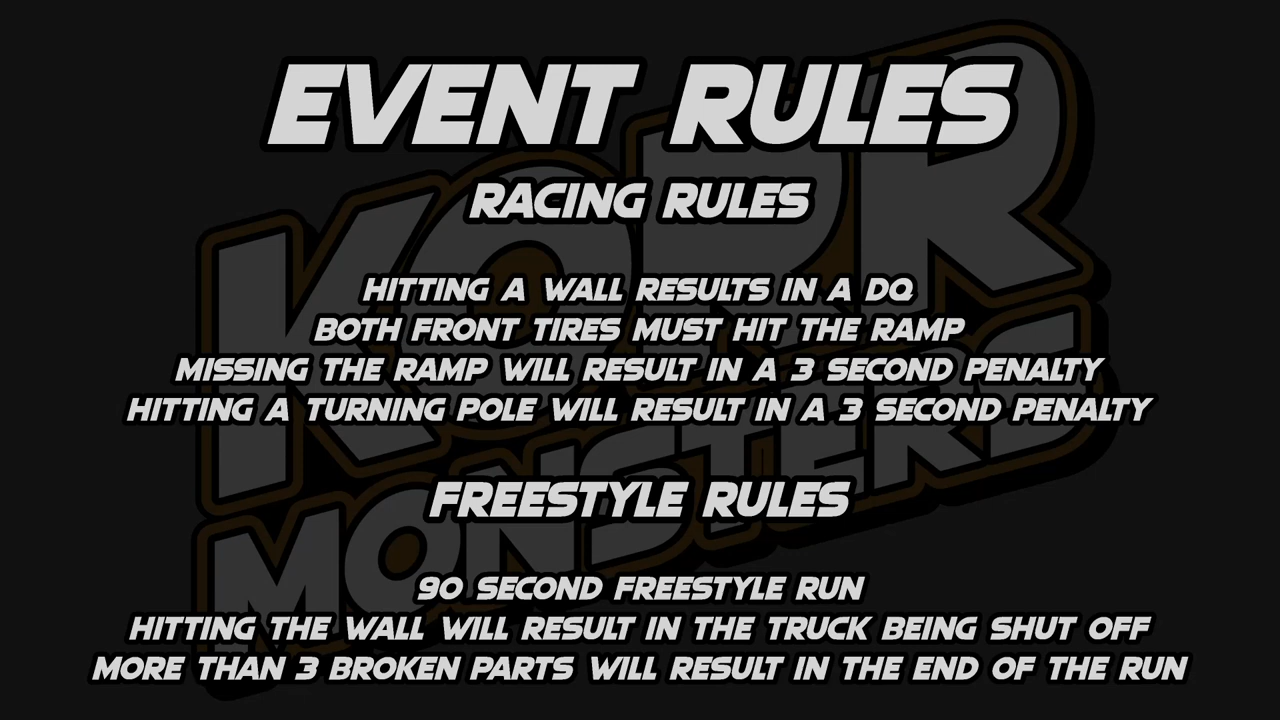 EVENT RULES
RACING RULES
HITTING A WALL RESULTS IN A DQ
BOTH FRONT TIRES MUST HIT THE RAMP
MISSING THE RAMP WILL RESULT IN A 3 SECOND PENALTY
HITTING A TURNING POLE WILL RESULT IN A 3 SECOND PENALTY
FREESTYLE RULES
90 SECOND FREESTYLE RUN
HITTING THE WALL WILL RESULT IN THE TRUCK BEING SHUT OFF
MORE THAN 3 BROKEN PARTS WILL RESULT IN THE END OF THE RUN
MONSTERS